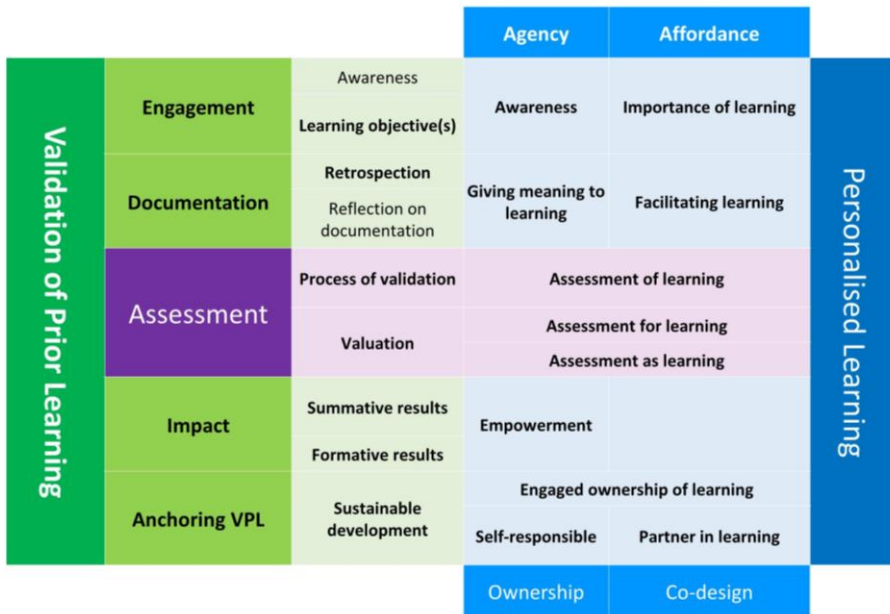 Agency
Affordance
Validation of Prior Learning
Engagement
Awareness
Learning objective(s)
Awareness
Importance of learning
Personalised Learning
Documentation
Retrospection
Reflection on
documentation
Giving meaning to
learning
Facilitating learning
Assessment
Process of validation
Assessment of learning
Valuation
Assessment for learning
Assessment as learning
Impact
Summative results
Formative results
Empowerment
Anchoring VPL
Sustainable
development
Engaged ownership of learning
Self-responsible
Partner in learning
Ownership
Co-design